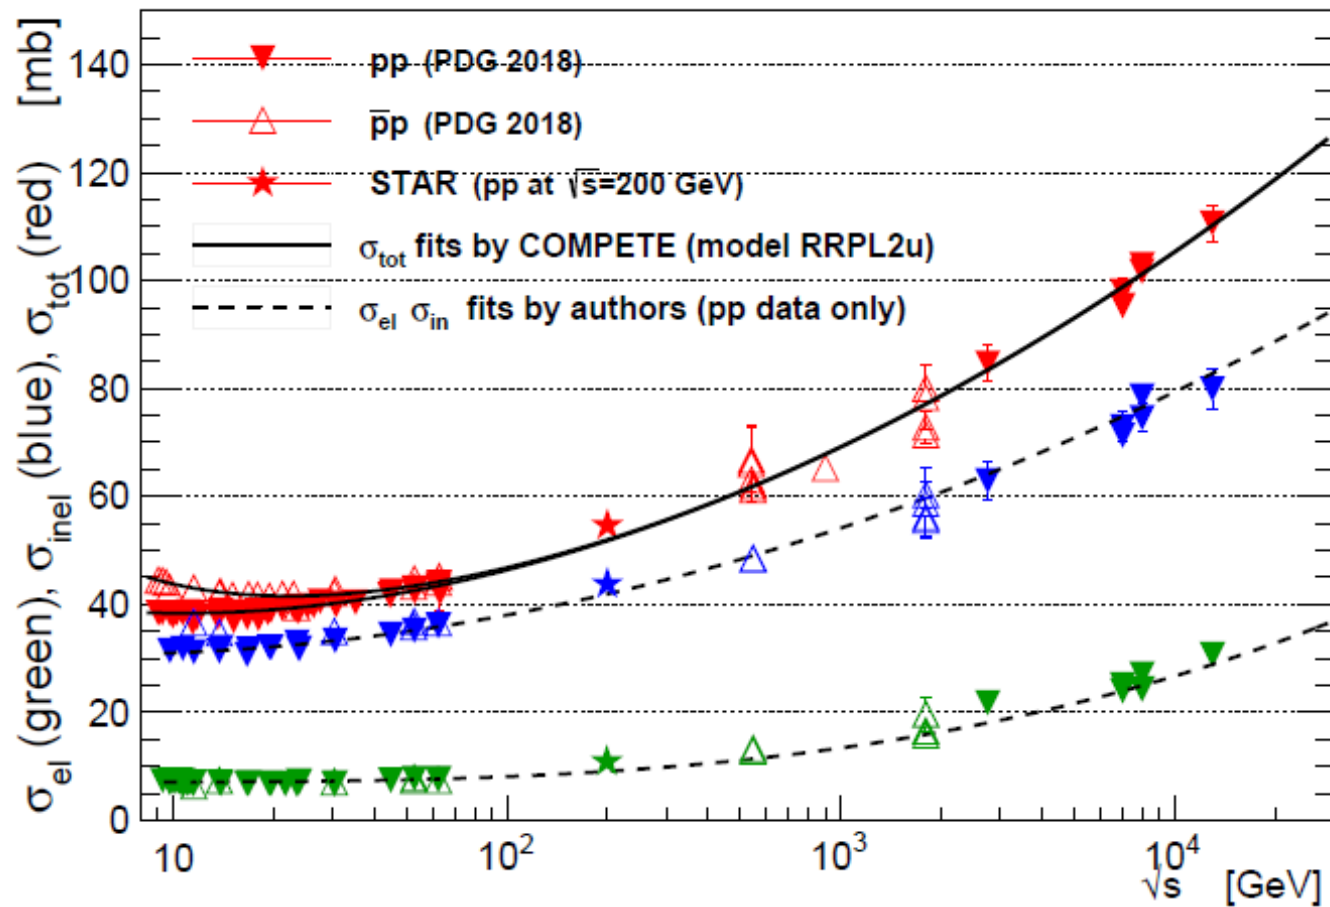 σel (green), σinel (blue), σtot (red) [mb]
140
120
100
80
60
40
20
0
pp (PDG 2018)
p̅p (PDG 2018)
STAR (pp at √s=200 GeV)
σtot fits by COMPETE (model RRPL2u)
σel σin fits by authors (pp data only)
10 10² 10³ 10⁴
√s [GeV]